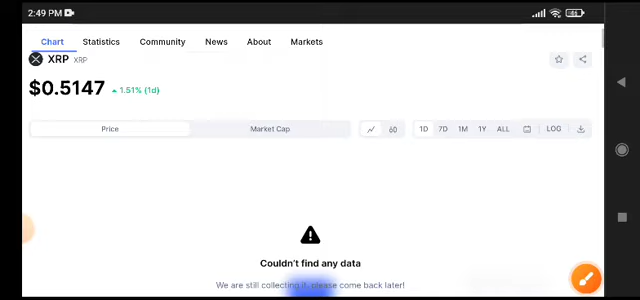 2:49 PM
Chart Statistics Community News About Markets
XRP XRP
$0.5147 1.51% (1d)
Price Market Cap 1D 7D 1M 1Y ALL LOG
Couldn't find any data
We are still collecting it, please come back later!